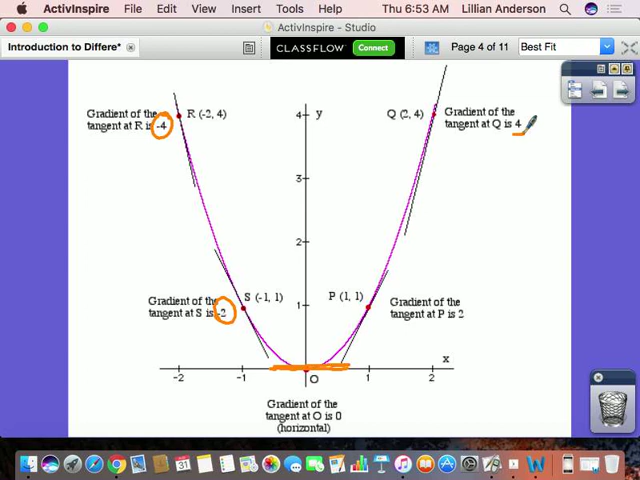 ActivInspire File Edit View Insert Tools Help Thu 6:53 AM Lillian Anderson
ActivInspire - Studio
Introduction to Differe* CLASSFLOW Connect Page 4 of 11 Best Fit
Gradient of the
tangent at R is -4
R (-2, 4)
4
y
Q (2, 4)
Gradient of the
tangent at Q is 4
3
2
Gradient of the
tangent at S is -2
S (-1, 1)
1
P (1, 1)
Gradient of the
tangent at P is 2
x
-2 -1 O 1 2
Gradient of the
tangent at O is 0
(horizontal)
31